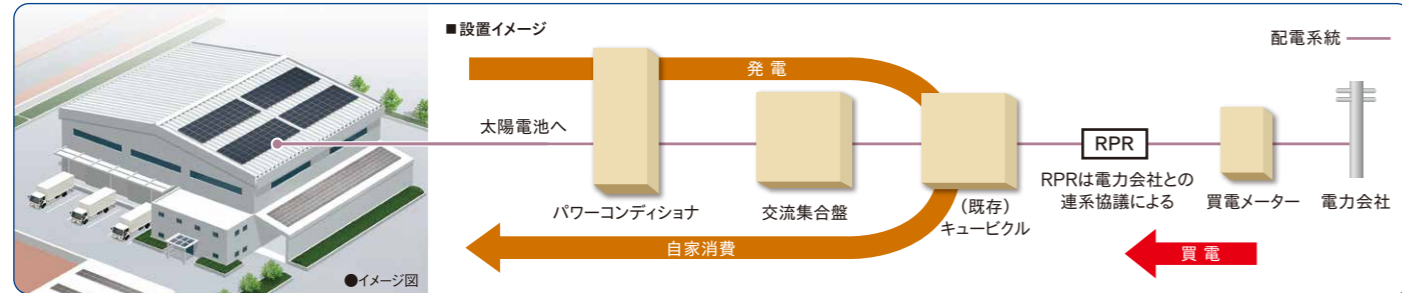 ■設置イメージ
配電系統
発電
太陽電池へ
RPR
パワーコンディショナ
交流集合盤
(既存)
キュービクル
RPRは電力会社との
連系協議による
買電メーター
電力会社
自家消費
買電
●イメージ図